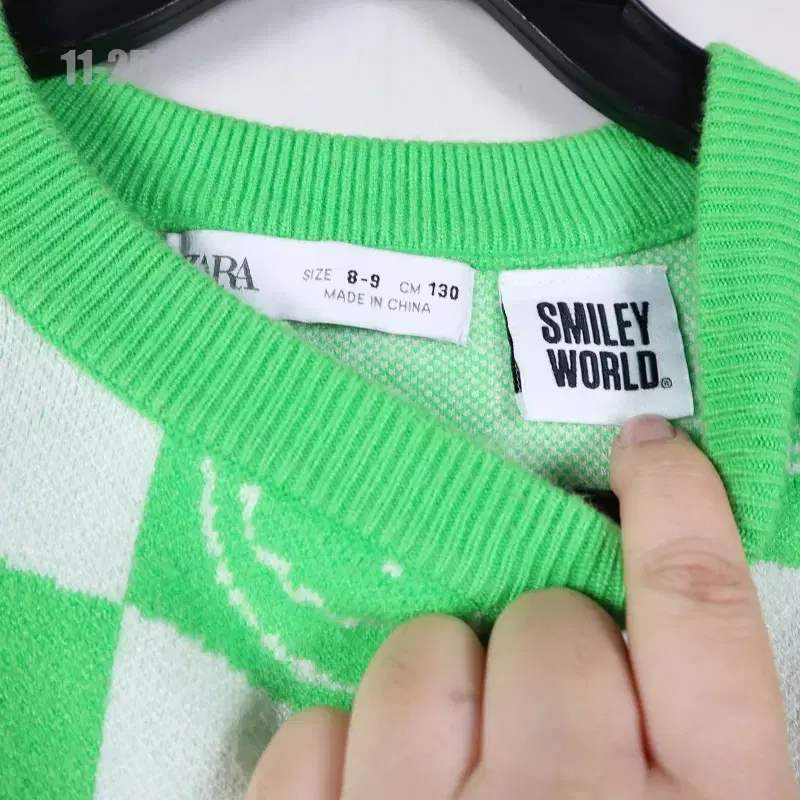 ZARA
SIZE 8-9 CM 130
MADE IN CHINA
SMILEY
WORLD®